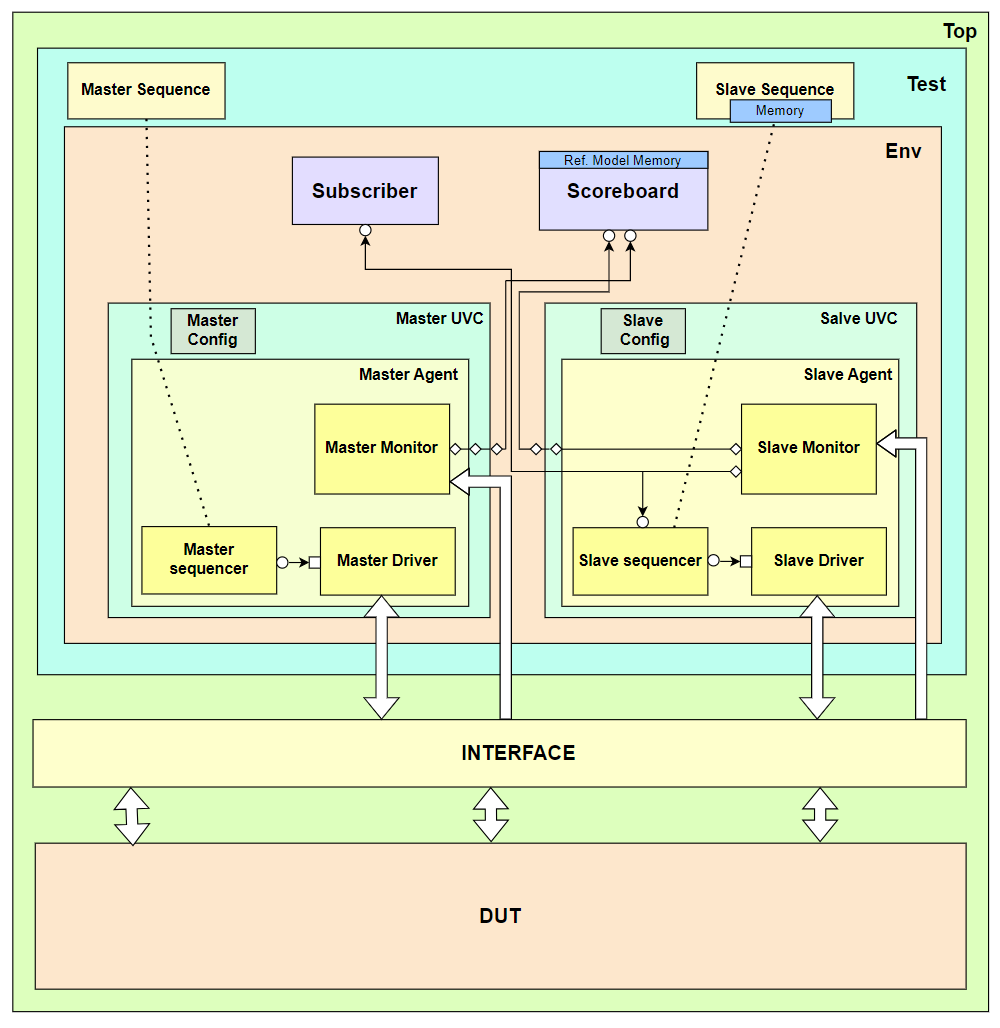 Top
Test
Master Sequence
Slave Sequence
Memory
Env
Subscriber
Ref. Model Memory
Scoreboard
Master UVC
Master
Config
Master Agent
Master Monitor
Master
sequencer
Master Driver
Salve UVC
Slave
Config
Slave Agent
Slave Monitor
Slave sequencer
Slave Driver
INTERFACE
DUT